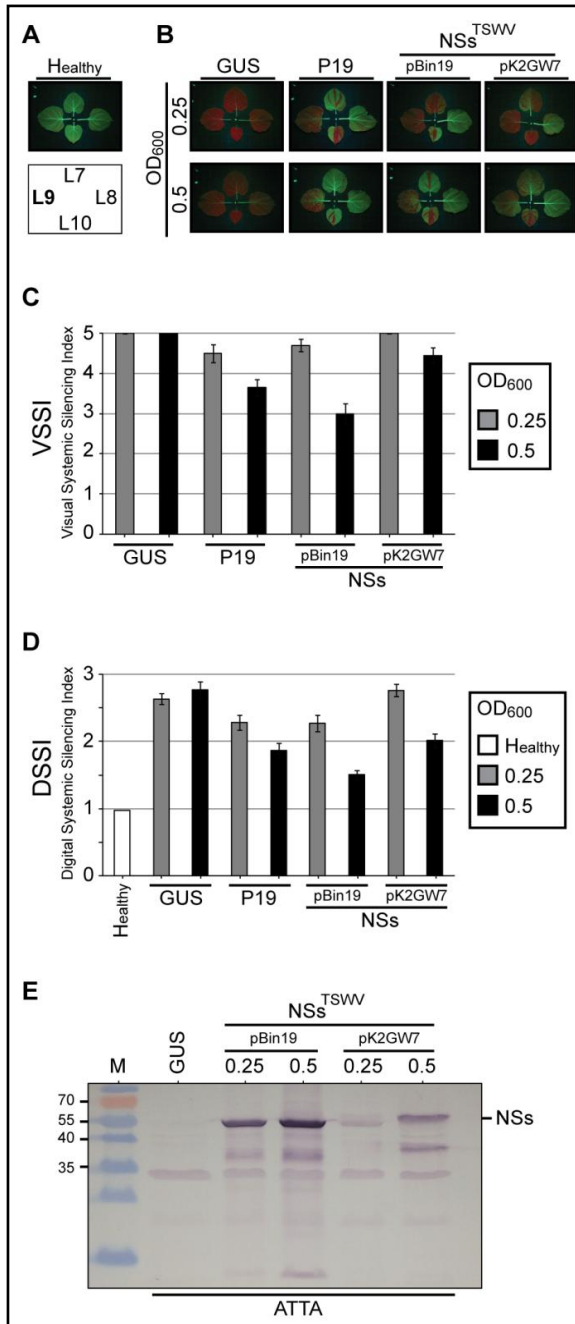 A
Healthy
L7
L9 L8
L10
B
NSs^TSWV
GUS P19 pBin19 pK2GW7
OD600
0.25
0.5
C
VSSI
Visual Systemic Silencing Index
5
4
3
2
1
0
GUS P19 pBin19 pK2GW7
NSs
OD600
0.25
0.5
D
DSSI
Digital Systemic Silencing Index
3
2
1
0
Healthy GUS P19 pBin19 pK2GW7
NSs
OD600
Healthy
0.25
0.5
E
NSs^TSWV
GUS pBin19 pK2GW7
M 0.25 0.5 0.25 0.5
70
55
40
35
NSs
ATTA